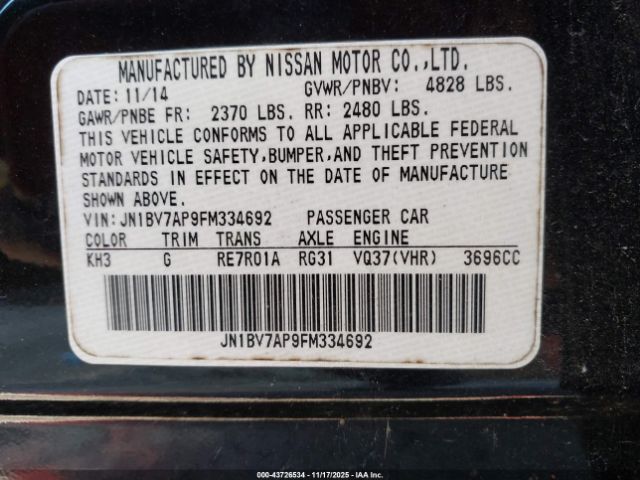 MANUFACTURED BY NISSAN MOTOR CO.,LTD.
DATE: 11/14 GVWR/PNBV: 4828 LBS.
GAWR/PNBE FR: 2370 LBS. RR: 2480 LBS.
THIS VEHICLE CONFORMS TO ALL APPLICABLE FEDERAL
MOTOR VEHICLE SAFETY,BUMPER,AND THEFT PREVENTION
STANDARDS IN EFFECT ON THE DATE OF MANUFACTURE
SHOWN ABOVE.
VIN:JN1BV7AP9FM334692 PASSENGER CAR
COLOR TRIM TRANS AXLE ENGINE
KH3 G RE7R01A RG31 VQ37(VHR) 3696CC
JN1BV7AP9FM334692
000-43726534 - 11/17/2025 - IAA Inc.